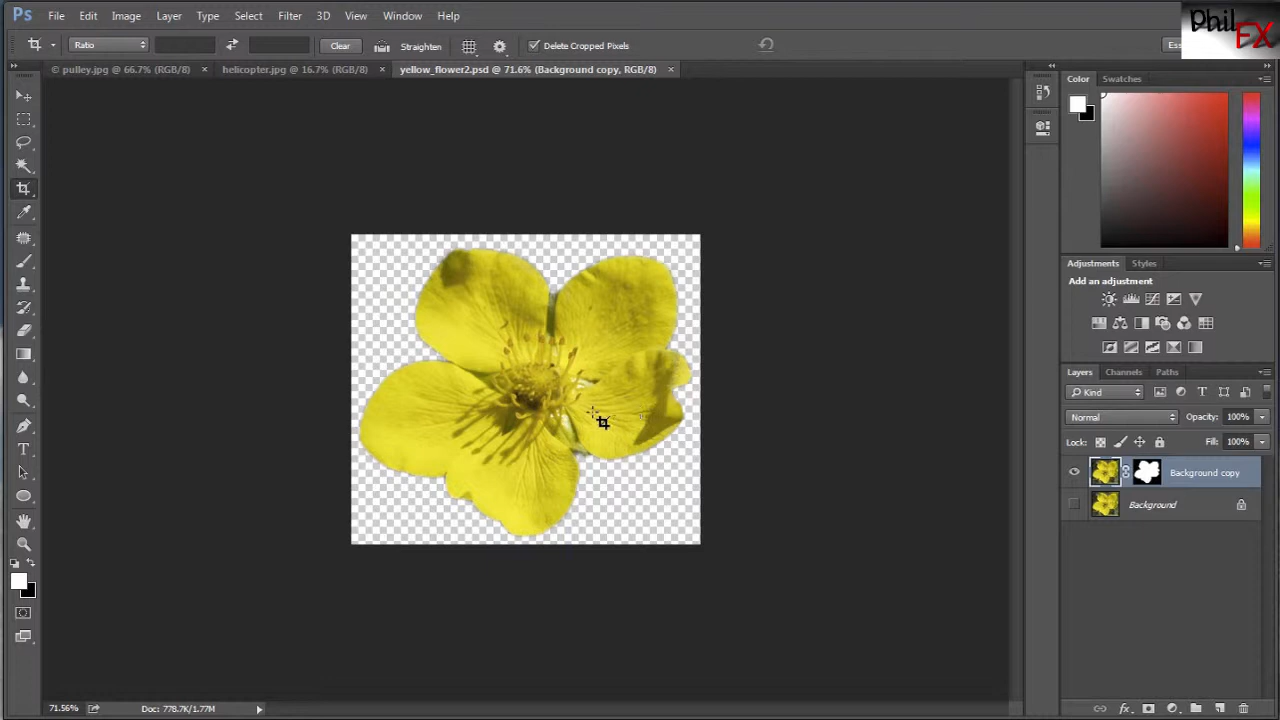 Ps File Edit Image Layer Type Select Filter 3D View Window Help
Phil FX
Ratio Clear Straighten Delete Cropped Pixels
© pulley.jpg @ 66.7% (RGB/8) × helicopter.jpg @ 16.7% (RGB/8) × yellow_flower2.psd @ 71.6% (Background copy, RGB/8) ×
Color Swatches
Adjustments Styles
Add an adjustment
Layers Channels Paths
Kind
Normal Opacity: 100%
Lock: Fill: 100%
Background copy
Background
71.56% Doc: 778.7K/1.77M